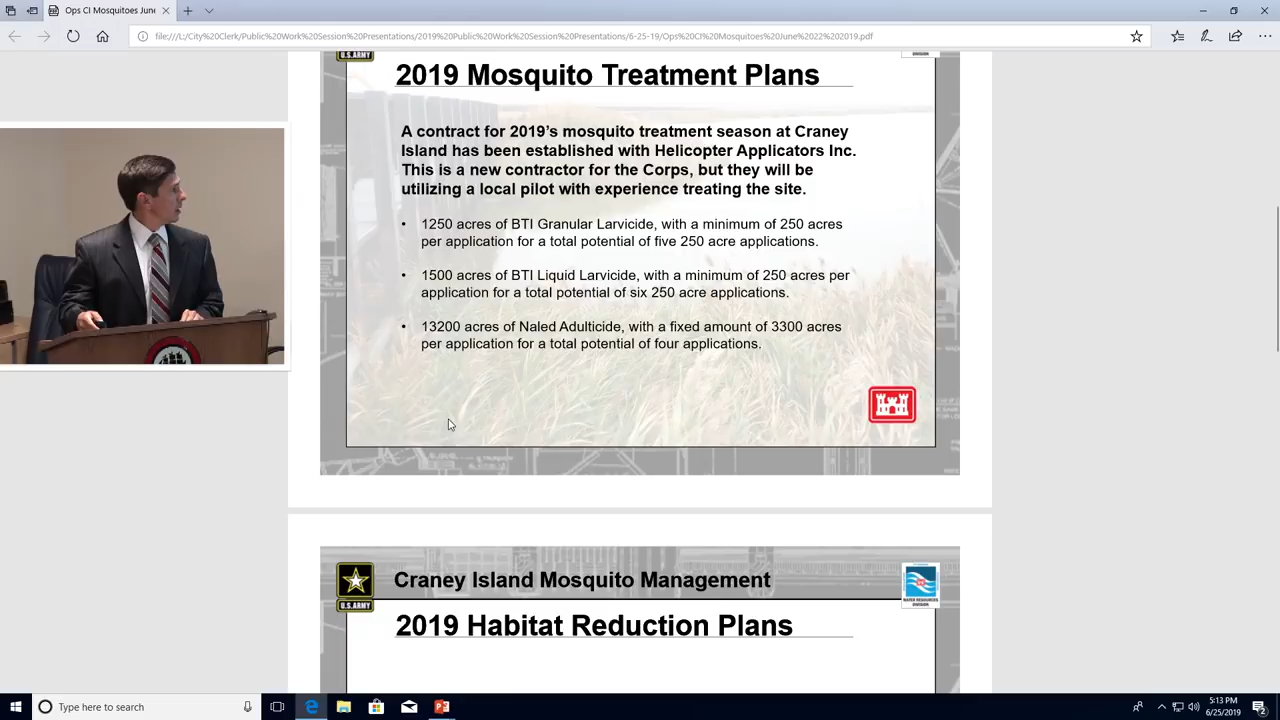 Ops CI Mosquitoes June
file:///L:/City%20Clerk/Public%20Work%20Session%20Presentations/2019%20Public%20Work%20Session%20Presentations/6-25-19/Ops%20CI%20Mosquitoes%20June%2022%202019.pdf
U.S.ARMY
2019 Mosquito Treatment Plans
A contract for 2019's mosquito treatment season at Craney
Island has been established with Helicopter Applicators Inc.
This is a new contractor for the Corps, but they will be
utilizing a local pilot with experience treating the site.
• 1250 acres of BTI Granular Larvicide, with a minimum of 250 acres
per application for a total potential of five 250 acre applications.
• 1500 acres of BTI Liquid Larvicide, with a minimum of 250 acres per
application for a total potential of six 250 acre applications.
• 13200 acres of Naled Adulticide, with a fixed amount of 3300 acres
per application for a total potential of four applications.
Craney Island Mosquito Management
U.S.ARMY
WATER RESOURCES
DIVISION
2019 Habitat Reduction Plans
Type here to search
5:13 PM
6/25/2019